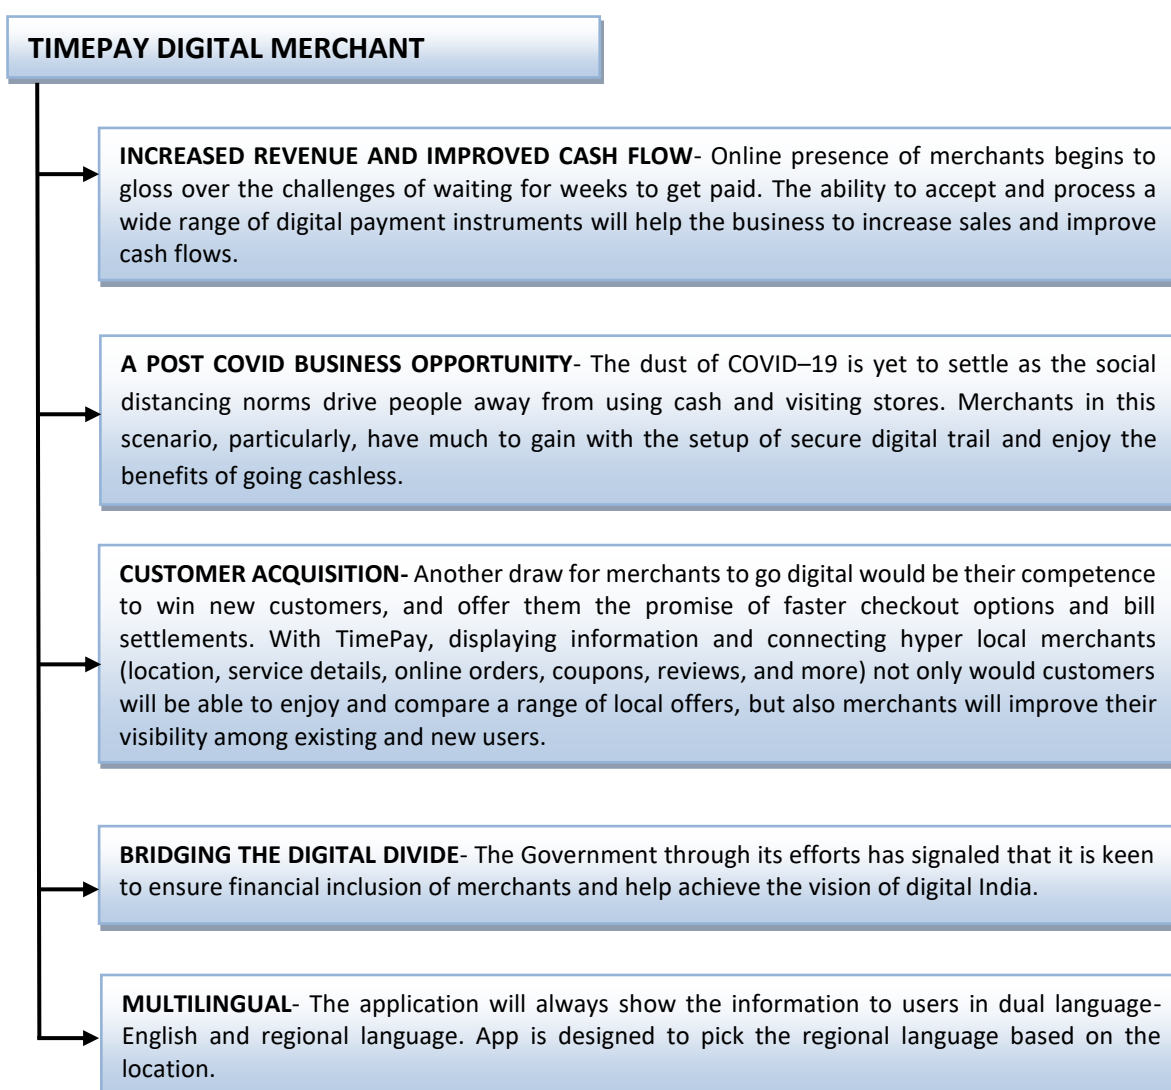 TIMEPAY DIGITAL MERCHANT
INCREASED REVENUE AND IMPROVED CASH FLOW- Online presence of merchants begins to
gloss over the challenges of waiting for weeks to get paid. The ability to accept and process a
wide range of digital payment instruments will help the business to increase sales and improve
cash flows.
A POST COVID BUSINESS OPPORTUNITY- The dust of COVID–19 is yet to settle as the social
distancing norms drive people away from using cash and visiting stores. Merchants in this
scenario, particularly, have much to gain with the setup of secure digital trail and enjoy the
benefits of going cashless.
CUSTOMER ACQUISITION- Another draw for merchants to go digital would be their competence
to win new customers, and offer them the promise of faster checkout options and bill
settlements. With TimePay, displaying information and connecting hyper local merchants
(location, service details, online orders, coupons, reviews, and more) not only would customers
will be able to enjoy and compare a range of local offers, but also merchants will improve their
visibility among existing and new users.
BRIDGING THE DIGITAL DIVIDE- The Government through its efforts has signaled that it is keen
to ensure financial inclusion of merchants and help achieve the vision of digital India.
MULTILINGUAL- The application will always show the information to users in dual language-
English and regional language. App is designed to pick the regional language based on the
location.